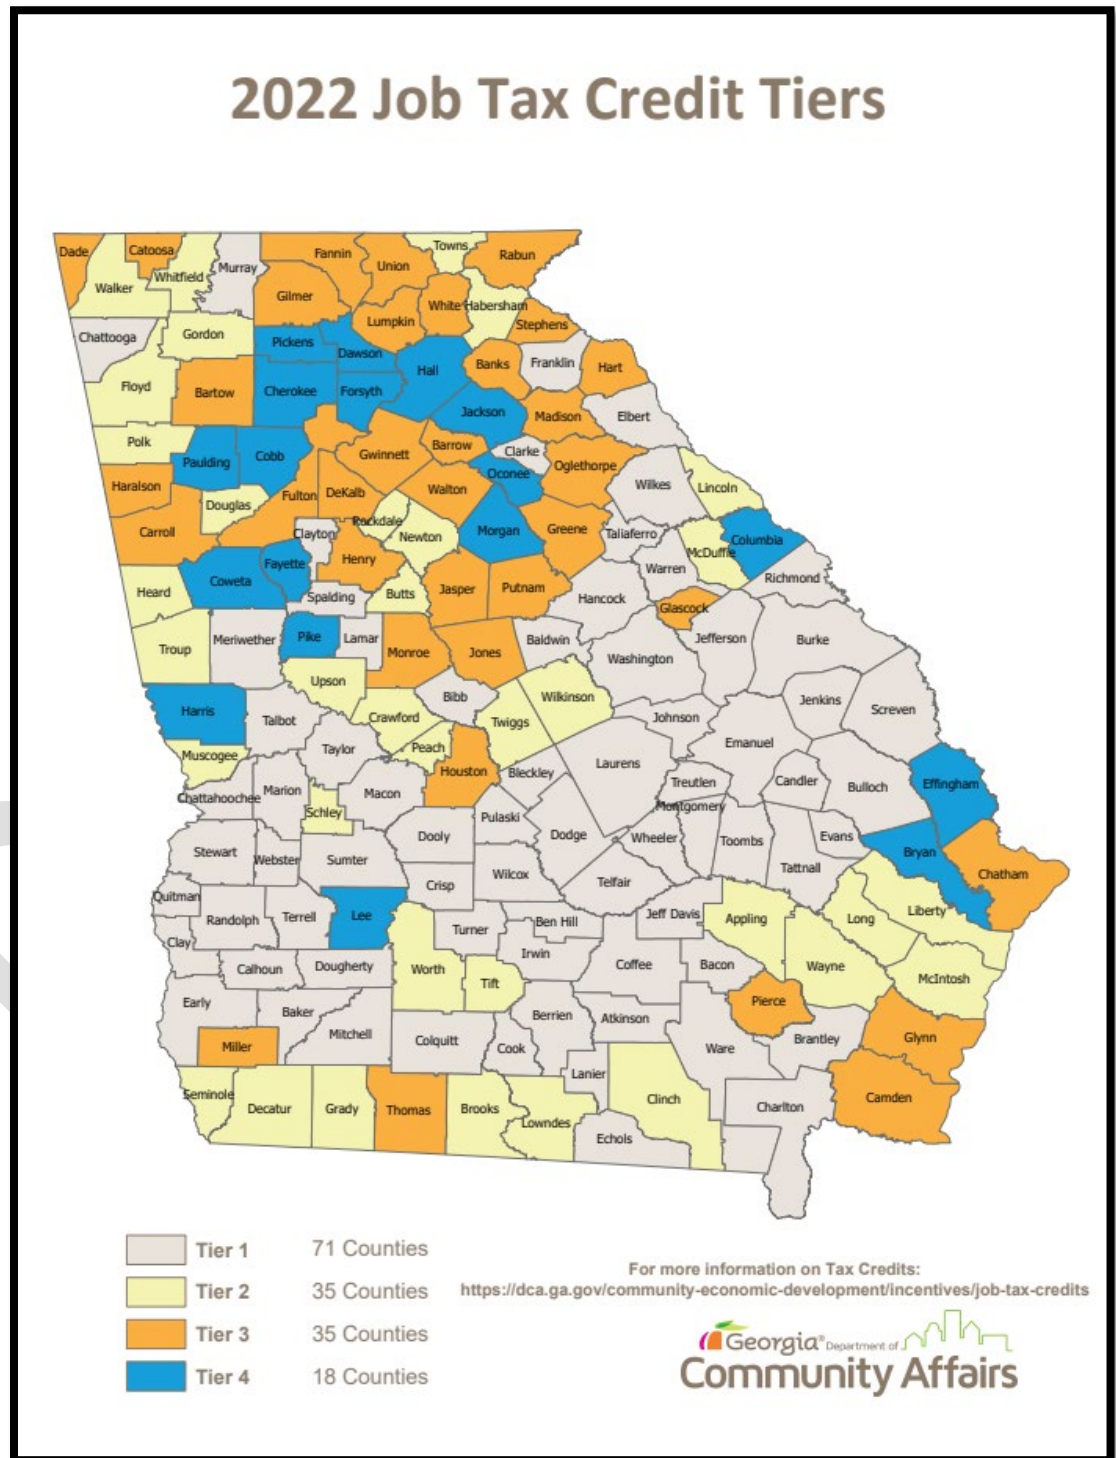 2022 Job Tax Credit Tiers
Dade
Catoosa
Whitfield
Walker
Murray
Fannin
Union
Towns
Rabun
Gilmer
White
Habersham
Lumpkin
Stephens
Chattooga
Gordon
Pickens
Dawson
Hall
Banks
Franklin
Hart
Floyd
Bartow
Cherokee
Forsyth
Jackson
Madison
Elbert
Polk
Paulding
Cobb
Gwinnett
Barrow
Clarke
Oconee
Oglethorpe
Haralson
Fulton
DeKalb
Walton
Wilkes
Lincoln
Douglas
Rockdale
Newton
Morgan
Greene
Taliaferro
McDuffie
Columbia
Carroll
Clayton
Henry
Fayette
Coweta
Warren
Richmond
Heard
Spalding
Butts
Jasper
Putnam
Hancock
Glascock
Troup
Meriwether
Pike
Lamar
Monroe
Jones
Baldwin
Washington
Jefferson
Burke
Upson
Bibb
Wilkinson
Jenkins
Screven
Harris
Talbot
Crawford
Twiggs
Johnson
Emanuel
Muscogee
Taylor
Peach
Houston
Bleckley
Laurens
Treutlen
Candler
Bulloch
Effingham
Chattahoochee
Marion
Macon
Schley
Pulaski
Montgomery
Dooly
Dodge
Wheeler
Toombs
Evans
Stewart
Webster
Sumter
Bryan
Chatham
Tattnall
Quitman
Crisp
Wilcox
Telfair
Randolph
Terrell
Lee
Turner
Ben Hill
Jeff Davis
Appling
Long
Liberty
Clay
Calhoun
Dougherty
Worth
Tift
Irwin
Coffee
Bacon
Wayne
McIntosh
Early
Baker
Mitchell
Berrien
Atkinson
Pierce
Miller
Colquitt
Cook
Ware
Brantley
Glynn
Lanier
Seminole
Decatur
Grady
Thomas
Brooks
Lowndes
Clinch
Charlton
Camden
Echols
Tier 1 71 Counties
Tier 2 35 Counties
Tier 3 35 Counties
Tier 4 18 Counties
For more information on Tax Credits:
https://dca.ga.gov/community-economic-development/incentives/job-tax-credits
Georgia® Department of
Community Affairs